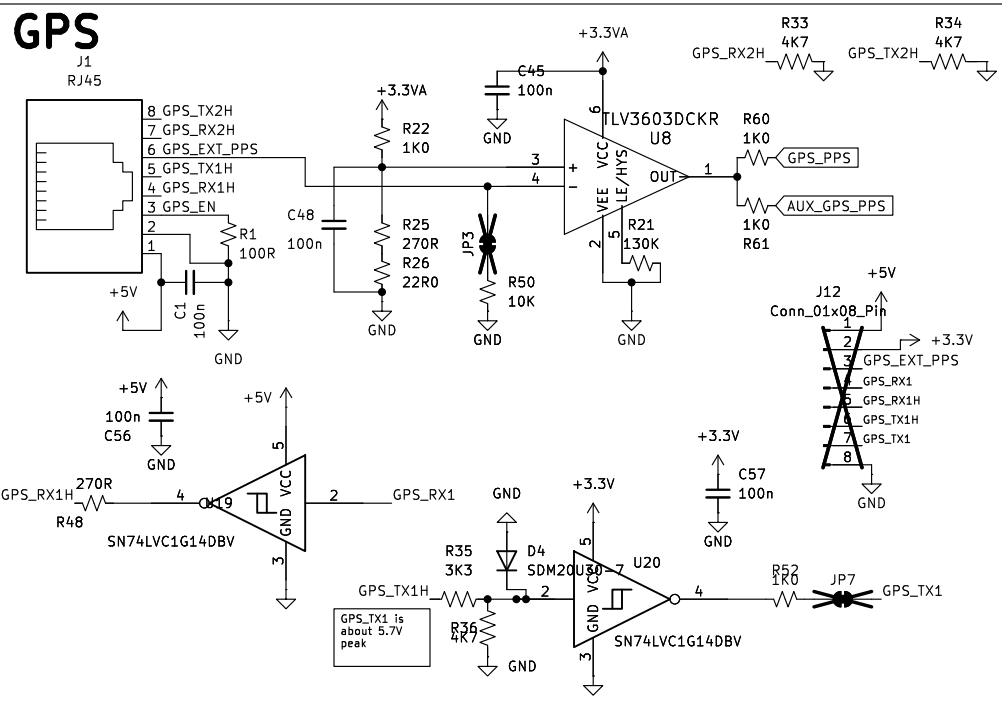 GPS
J1
RJ45
8 GPS_TX2H
7 GPS_RX2H
6 GPS_EXT_PPS
5 GPS_TX1H
4 GPS_RX1H
3 GPS_EN
2
1
R1
100R
+5V
C1
100n
GND
+3.3VA
R22
1K0
C48
100n
R25
270R
R26
22R0
GND
C45
100n
GND
+3.3VA
6
TLV3603DCKR
U8
3
4
+
−
VCC
VEE
LE/HYS
OUT
1
2
5
R21
130K
GND
JP3
R50
10K
GND
R33
4K7
GPS_RX2H
R34
4K7
GPS_TX2H
R60
1K0
GPS_PPS
AUX_GPS_PPS
1K0
R61
+5V
J12
Conn_01x08_Pin
1
2
+3.3V
3 GPS_EXT_PPS
4 GPS_RX1
5 GPS_RX1H
6 GPS_TX1H
7 GPS_TX1
8
GND
+5V
100n
C56
GND
+5V
5
VCC
GND
3
GPS_RX1H
270R
R48
4
U19
2
GPS_RX1
SN74LVC1G14DBV
+3.3V
C57
100n
GND
GND
D4
SDM20U30-7
R35
3K3
GPS_TX1H
GPS_TX1 is
about 5.7V
peak
R36
4K7
GND
2
+3.3V
5
VCC
GND
3
U20
4
SN74LVC1G14DBV
R52
1K0
JP7
GPS_TX1